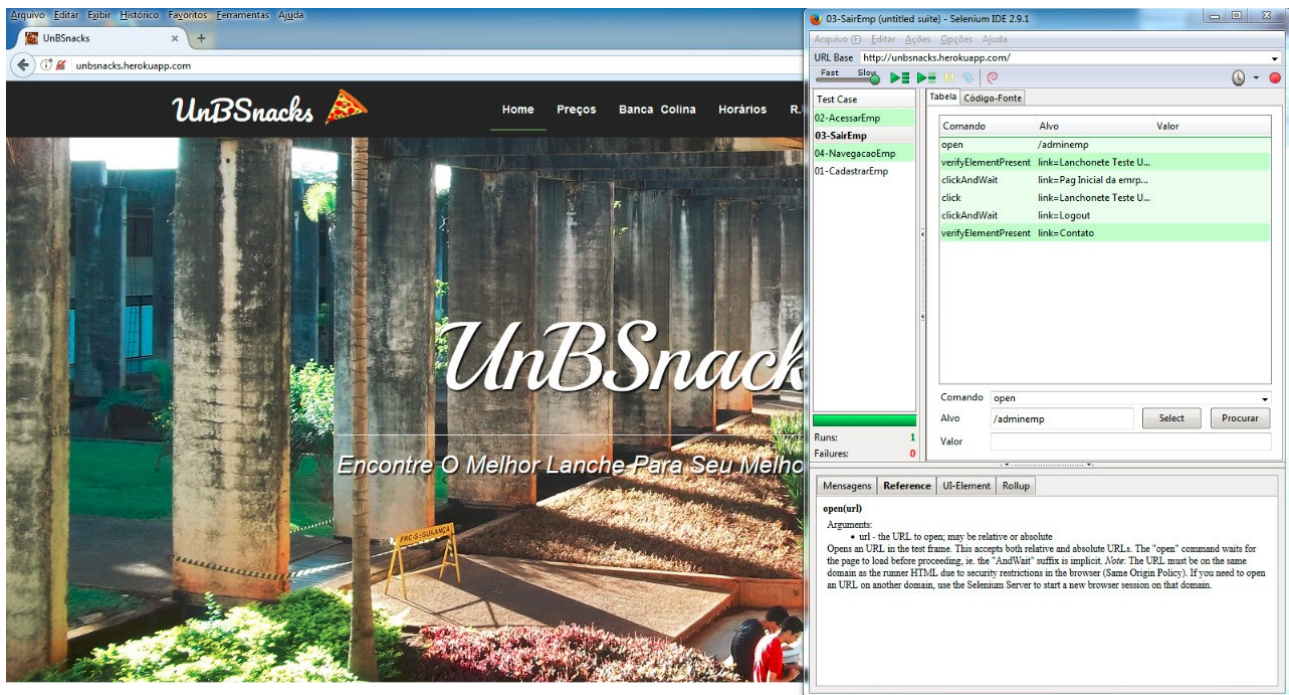 Arquivo Editar Exibir Histórico Favoritos Ferramentas Ajuda
UnBSnacks × +
unbsnacks.herokuapp.com
UnBSnacks Home Preços Banca Colina Horários R.
UnBSnack
Encontre O Melhor Lanche Para Seu Melho
PRC-SEGURANÇA
03-SairEmp (untitled suite) - Selenium IDE 2.9.1
Arquivo (F) Editar Ações Opções Ajuda
URL Base http://unbsnacks.herokuapp.com/
Fast Slow
Test Case
02-AcessarEmp
03-SairEmp
04-NavegacaoEmp
01-CadastrarEmp
Runs: 1
Failures: 0
Tabela Código-Fonte
Comando Alvo Valor
open /adminemp
verifyElementPresent link=Lanchonete Teste U...
clickAndWait link=Pag Inicial da emrp...
click link=Lanchonete Teste U...
clickAndWait link=Logout
verifyElementPresent link=Contato
Comando open
Alvo /adminemp Select Procurar
Valor
Mensagens Reference UI-Element Rollup
open(url)
Arguments:
• url - the URL to open; may be relative or absolute
Opens an URL in the test frame. This accepts both relative and absolute URLs. The "open" command waits for
the page to load before proceeding, ie. the "AndWait" suffix is implicit. Note: The URL must be on the same
domain as the runner HTML due to security restrictions in the browser (Same Origin Policy). If you need to open
an URL on another domain, use the Selenium Server to start a new browser session on that domain.